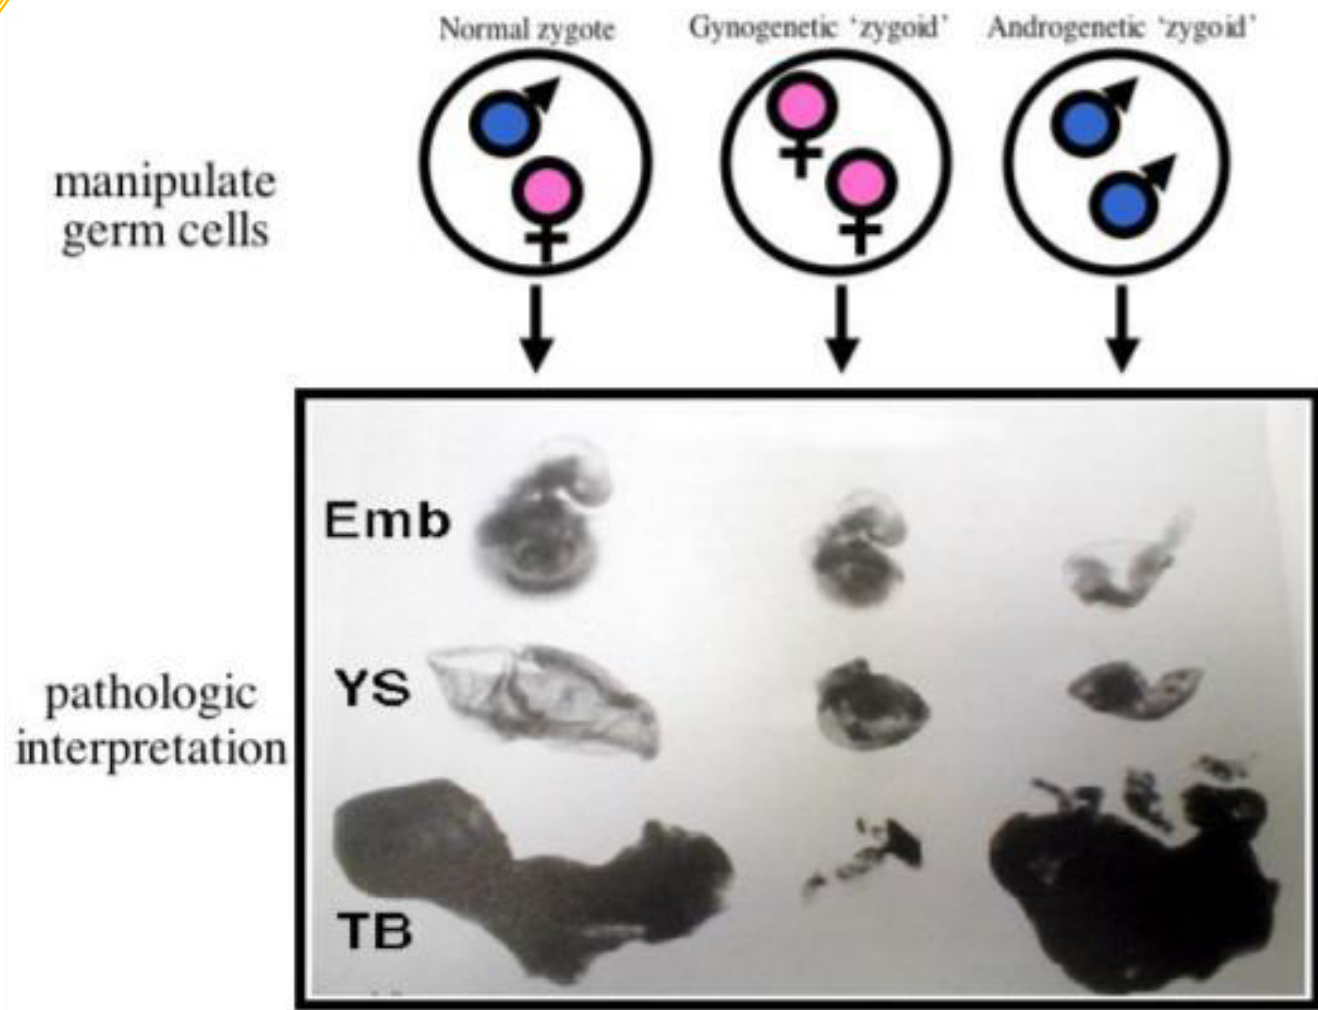 Normal zygote
Gynogenetic ‘zygoid’
Androgenetic ‘zygoid’
manipulate
germ cells
Emb
YS
pathologic
interpretation
TB